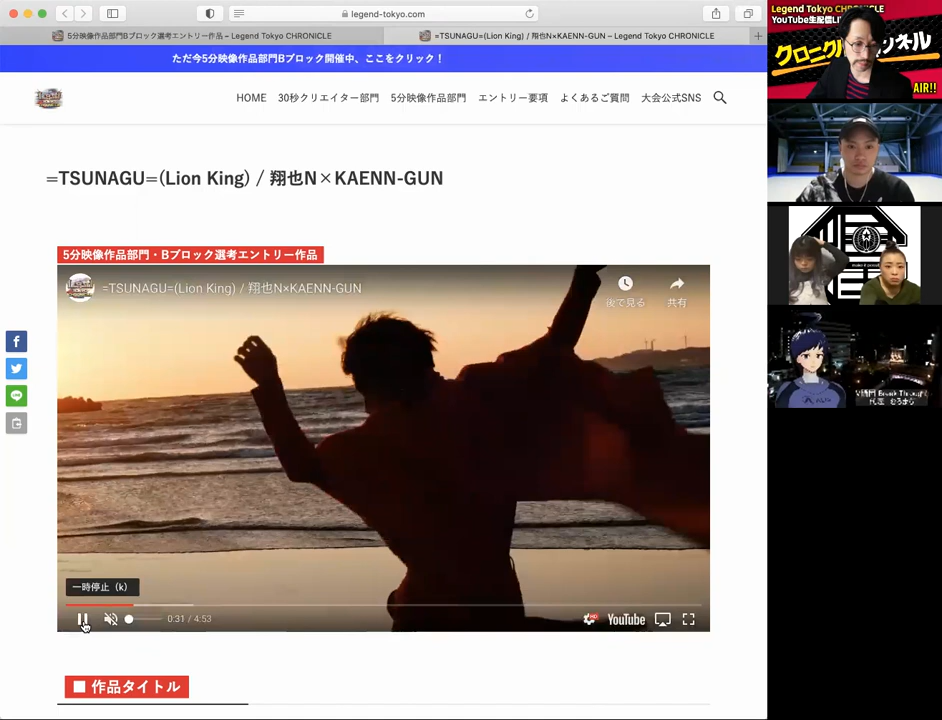 legend-tokyo.com
5分映像作品部門Bブロック選考エントリー作品 – Legend Tokyo CHRONICLE
=TSUNAGU=(Lion King) / 翔也N×KAENN-GUN – Legend Tokyo CHRONICLE
ただ今5分映像作品部門Bブロック開催中、ここをクリック！
HOME
30秒クリエイター部門
5分映像作品部門
エントリー要項
よくあるご質問
大会公式SNS
=TSUNAGU=(Lion King) / 翔也N×KAENN-GUN
5分映像作品部門・Bブロック選考エントリー作品
=TSUNAGU=(Lion King) / 翔也N×KAENN-GUN
後で見る
共有
一時停止（k）
0:31 / 4:53
HD
YouTube
■ 作品タイトル
Legend Tokyo CHRONICLE
YouTube生配信LI
クロニクル
ンネル
AIR!!